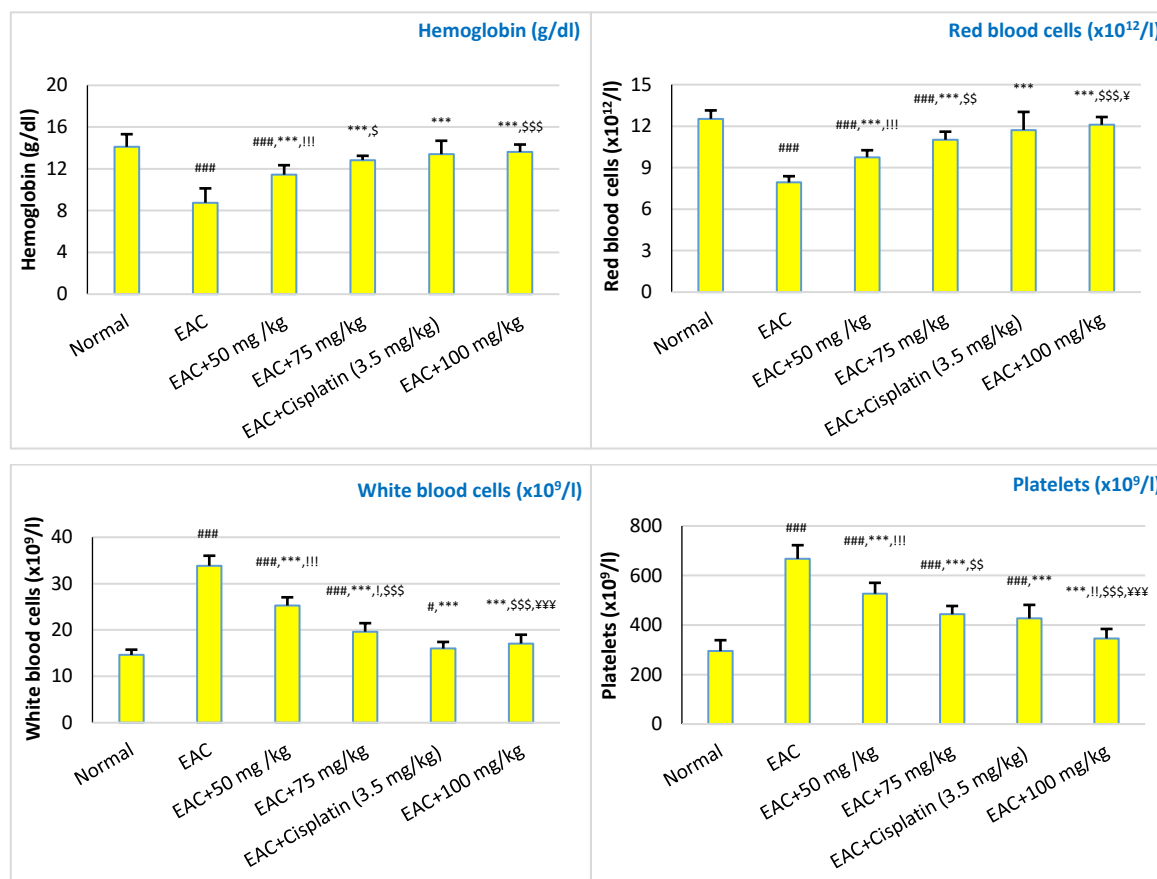 Hemoglobin (g/dl)
Hemoglobin (g/dl)
20
16
12
8
4
0
###
###,***,!!!
***,$
***
***,$$$
Normal
EAC
EAC+50 mg /kg
EAC+75 mg/kg
EAC+Cisplatin (3.5 mg/kg)
EAC+100 mg/kg
Red blood cells (x10¹²/l)
Red blood cells (x10¹²/l)
15
12
9
6
3
0
###
###,***,!!!
###,***,$$
***
***,$$$,¥
Normal
EAC
EAC+50 mg /kg
EAC+75 mg/kg
EAC+Cisplatin (3.5 mg/kg)
EAC+100 mg/kg
White blood cells (x10⁹/l)
White blood cells (x10⁹/l)
40
30
20
10
0
###
###,***,!!!
###,***,!,$$$
#,***
***,$$$,¥¥¥
Normal
EAC
EAC+50 mg /kg
EAC+75 mg/kg
EAC+Cisplatin (3.5 mg/kg)
EAC+100 mg/kg
Platelets (x10⁹/l)
Platelets (x10⁹/l)
800
600
400
200
0
###
###,***,!!!
###,***,$$
###,***
***,!!,$$$,¥¥¥
Normal
EAC
EAC+50 mg /kg
EAC+75 mg/kg
EAC+Cisplatin (3.5 mg/kg)
EAC+100 mg/kg